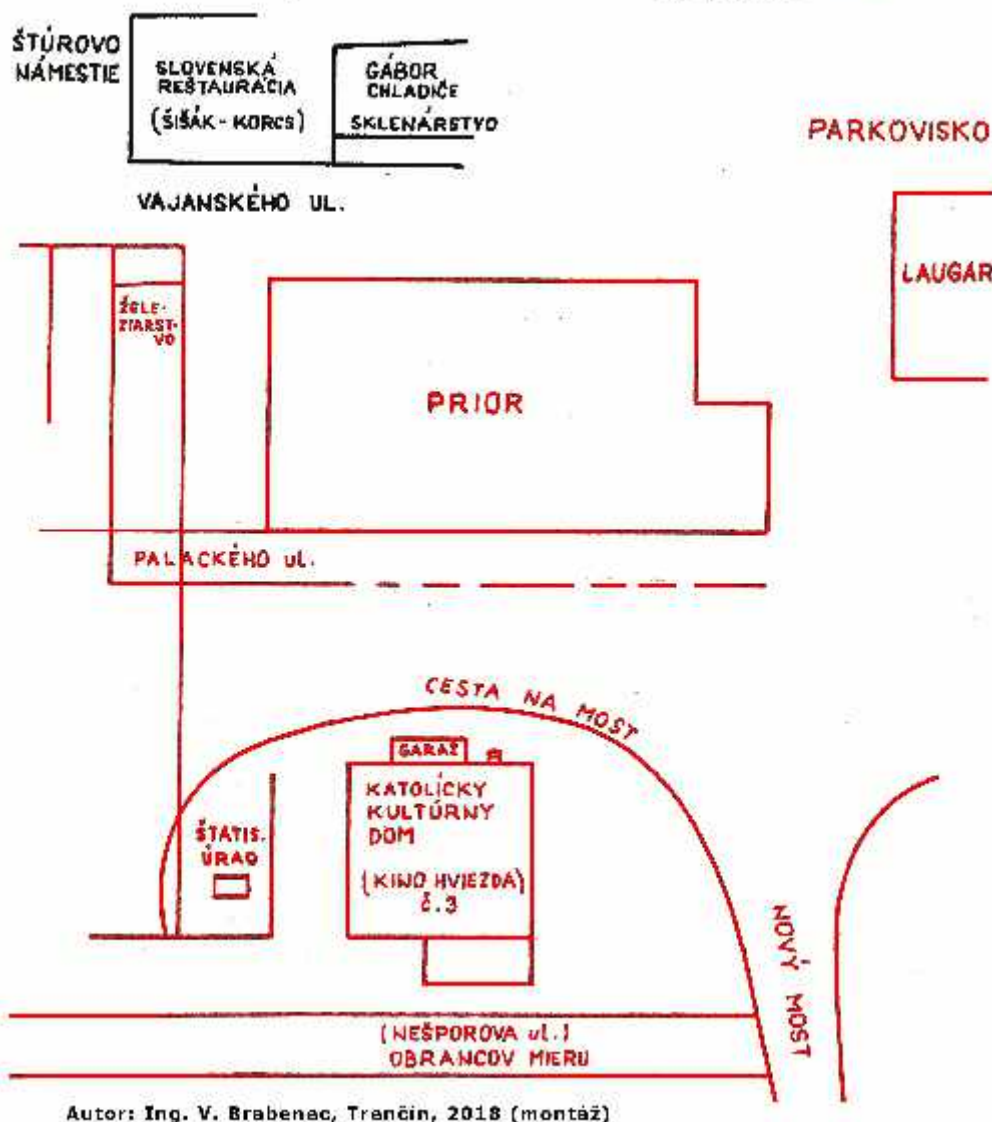 ŠTÚROVO
NÁMESTIE
SLOVENSKÁ
REŠTAURÁCIA
(ŠIŠÁK - KORCS)
GÁBOR
CHLADIČE
SKLENÁRSTVO
PARKOVISKO
VAJANSKÉHO UL.
LAUGAR
ŽELE-
ZIARST-
VO
PRIOR
PALACKÉHO ul.
CESTA NA MOST
GARÁŽ
KATOLÍCKY
KULTÚRNY
DOM
(KINO HVIEZDA)
č.3
ŠTATIS.
ÚRAD
NOVÝ MOST
(NEŠPOROVA ul.)
OBRANCOV MIERU
Autor: Ing. V. Brabenac, Trančín, 2018 (montáž)